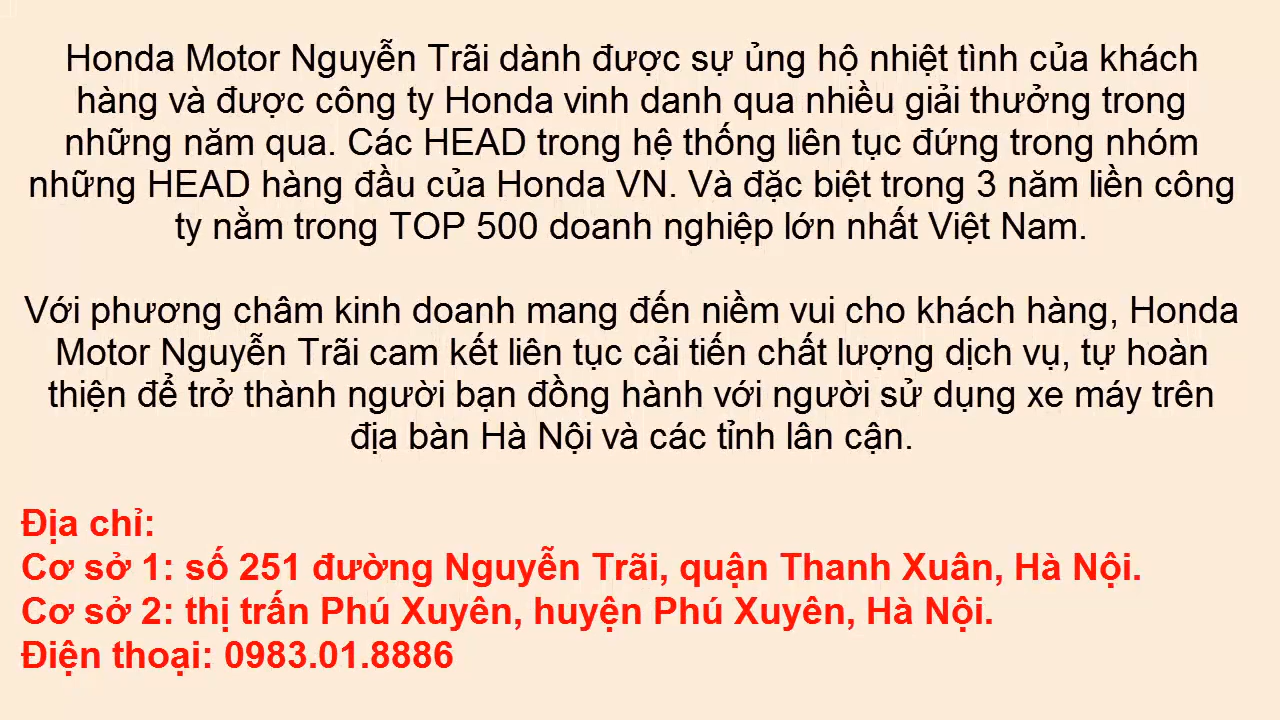 Honda Motor Nguyễn Trãi dành được sự ủng hộ nhiệt tình của khách
hàng và được công ty Honda vinh danh qua nhiều giải thưởng trong
những năm qua. Các HEAD trong hệ thống liên tục đứng trong nhóm
những HEAD hàng đầu của Honda VN. Và đặc biệt trong 3 năm liền công
ty nằm trong TOP 500 doanh nghiệp lớn nhất Việt Nam.
Với phương châm kinh doanh mang đến niềm vui cho khách hàng, Honda
Motor Nguyễn Trãi cam kết liên tục cải tiến chất lượng dịch vụ, tự hoàn
thiện để trở thành người bạn đồng hành với người sử dụng xe máy trên
địa bàn Hà Nội và các tỉnh lân cận.
Địa chỉ:
Cơ sở 1: số 251 đường Nguyễn Trãi, quận Thanh Xuân, Hà Nội.
Cơ sở 2: thị trấn Phú Xuyên, huyện Phú Xuyên, Hà Nội.
Điện thoại: 0983.01.8886